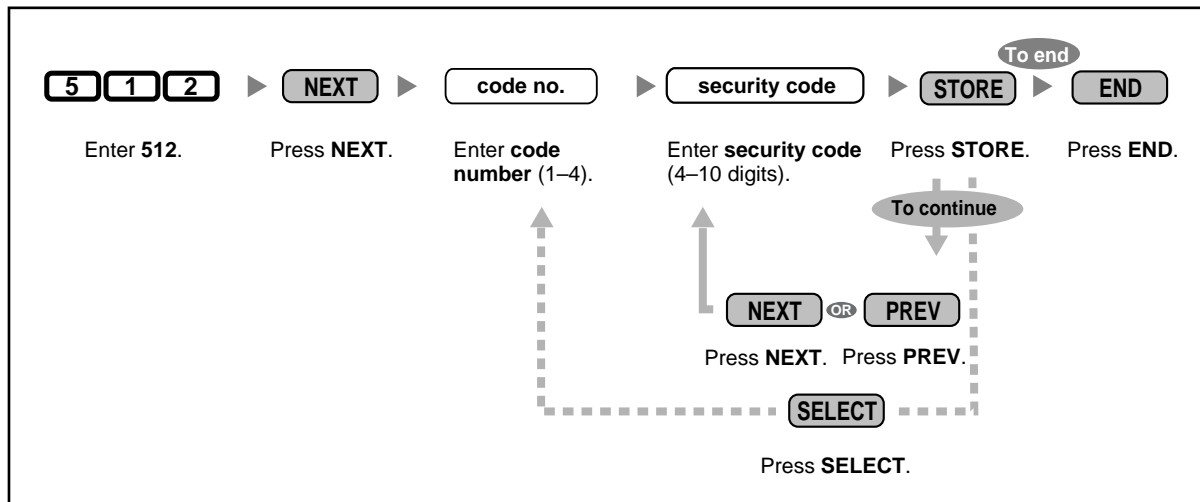 To end
5 1 2 NEXT code no. security code STORE END
Enter 512. Press NEXT. Enter code Enter security code Press STORE. Press END.
number (1–4). (4–10 digits).
To continue
NEXT OR PREV
Press NEXT. Press PREV.
SELECT
Press SELECT.